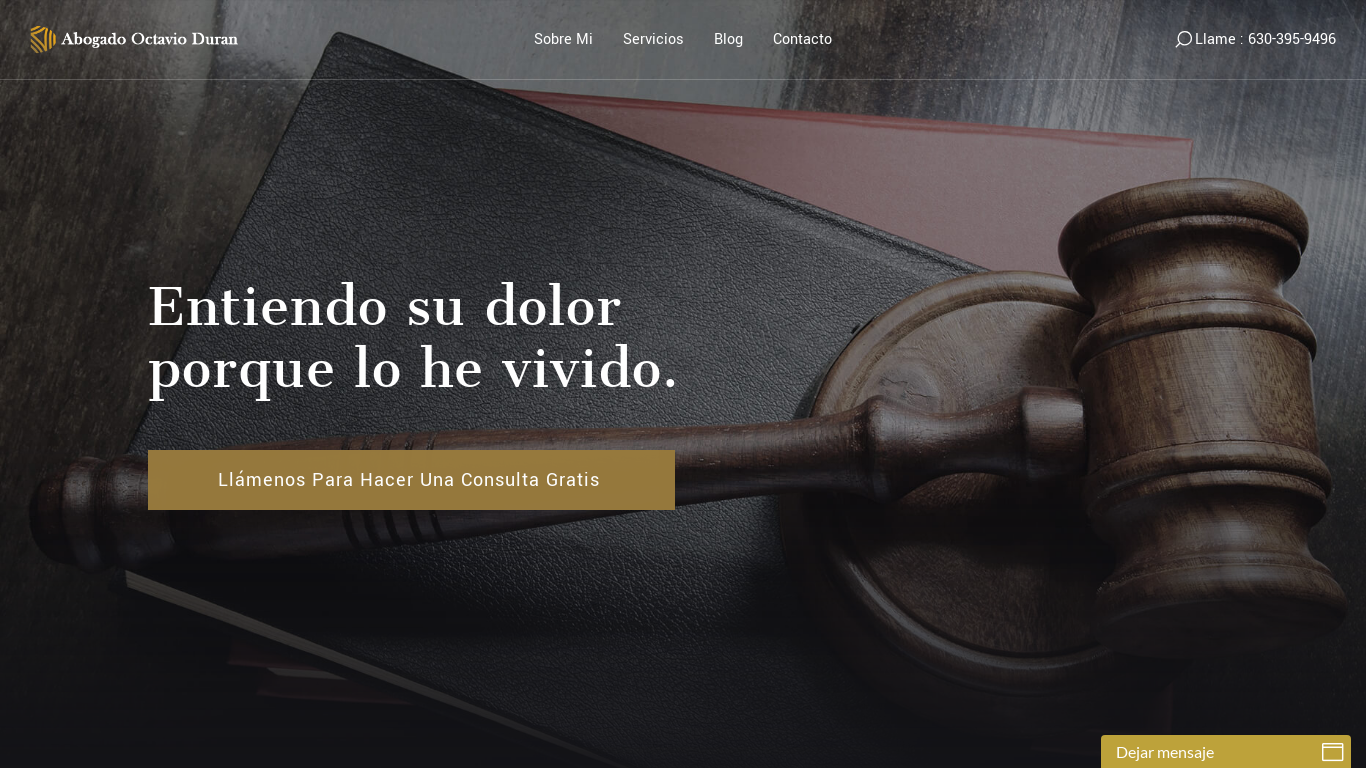 Abogado Octavio Duran
Sobre Mi
Servicios
Blog
Contacto
Llame : 630-395-9496
Entiendo su dolor
porque lo he vivido.
Llámenos Para Hacer Una Consulta Gratis
Dejar mensaje